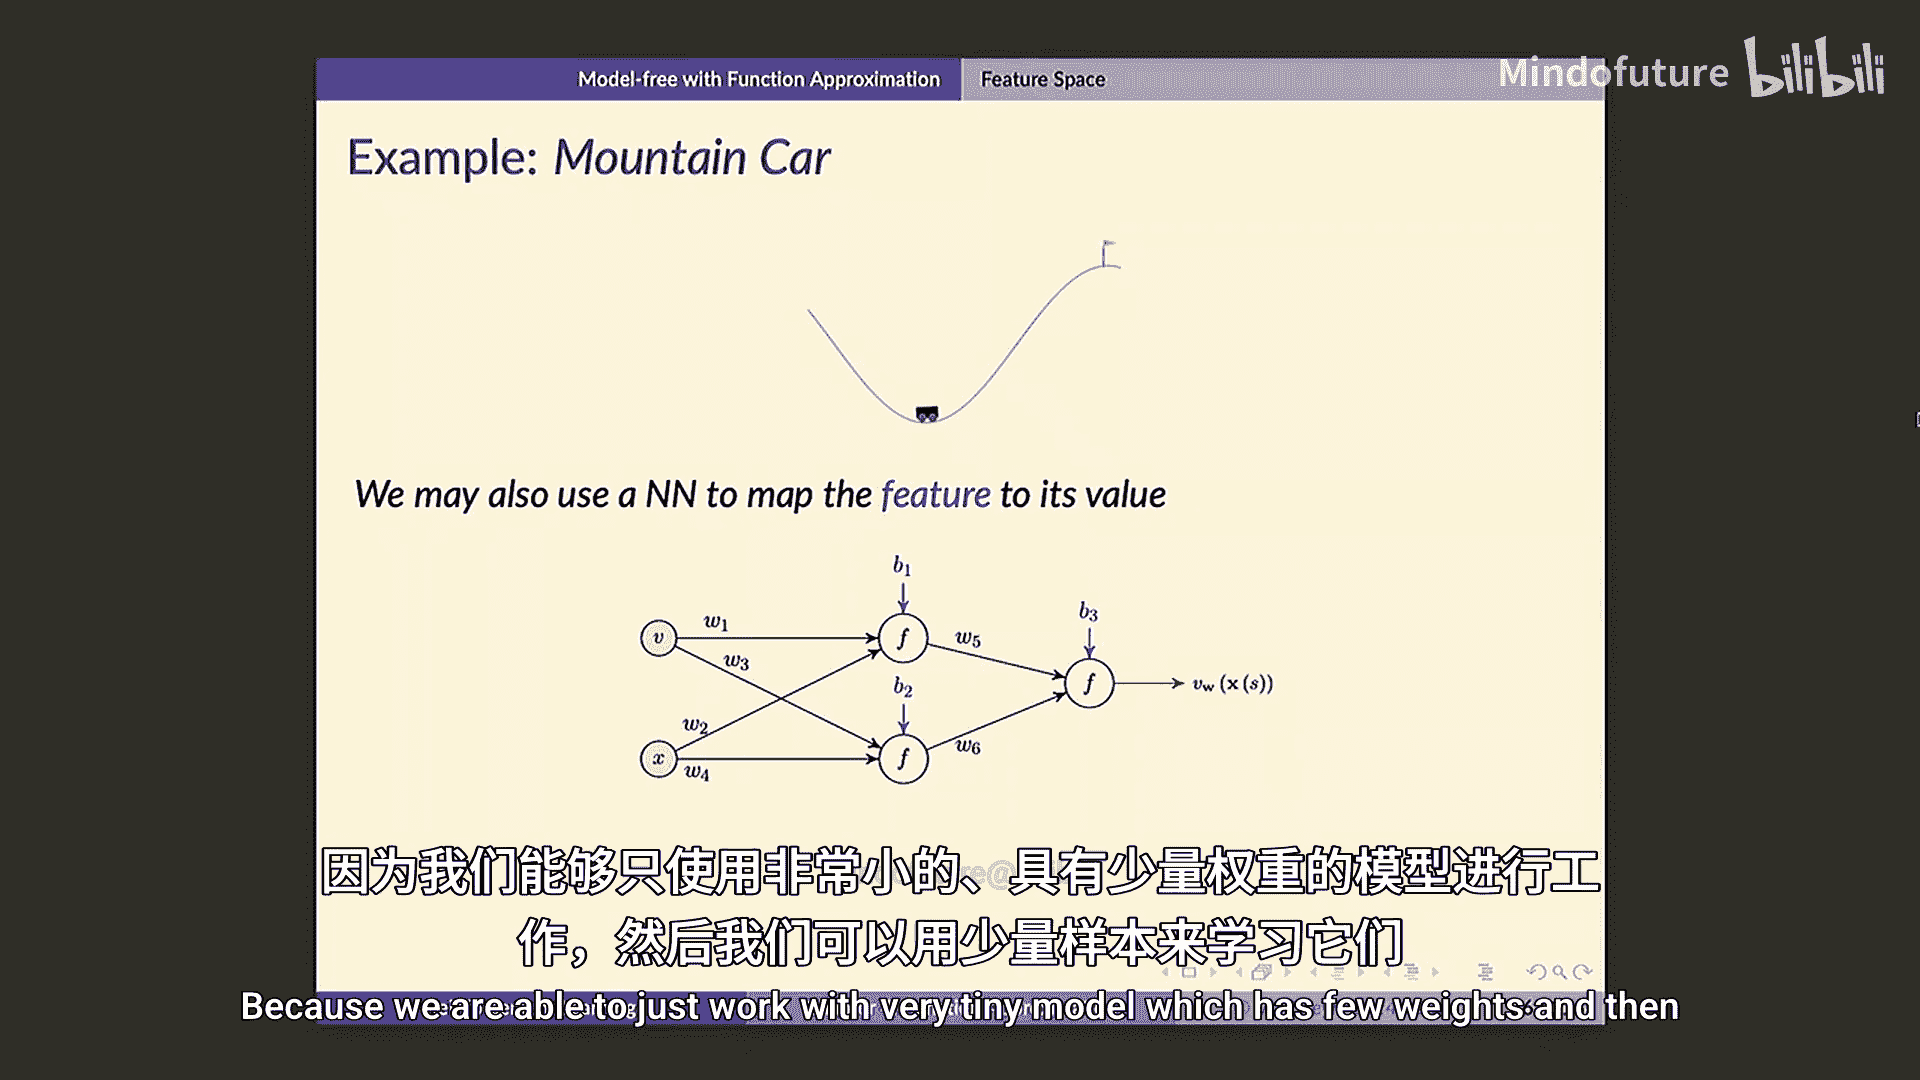 Model-free with Function Approximation
Feature Space
Mindofuture bilibili
Example: Mountain Car
We may also use a NN to map the feature to its value
b1
b3
v
w1
f
w5
w3
b2
f
vw (x (s))
w2
x
w4
f
w6
因为我们能够只使用非常小的、具有少量权重的模型进行工
作，然后我们可以用少量样本来学习它们
Because we are able to just work with very tiny model which has few weights and then